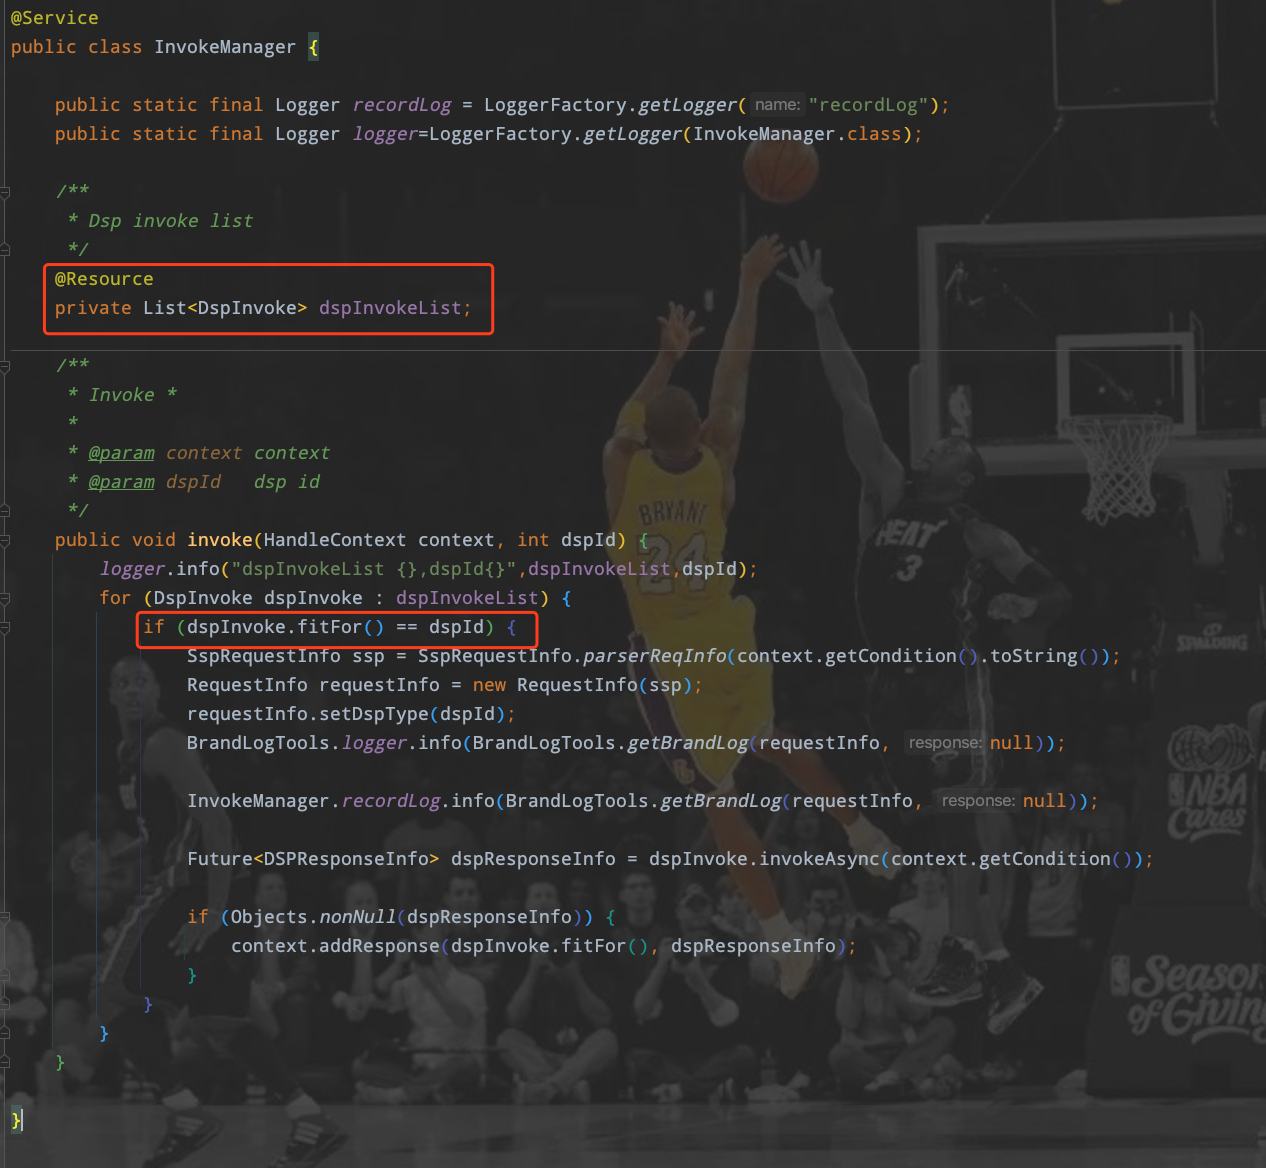 @Service
public class InvokeManager {
public static final Logger recordLog = LoggerFactory.getLogger( name: "recordLog");
public static final Logger logger=LoggerFactory.getLogger(InvokeManager.class);
/**
* Dsp invoke list
*/
@Resource
private List<DspInvoke> dspInvokeList;
/**
* Invoke *
*
* @param context context
* @param dspId dsp id
*/
public void invoke(HandleContext context, int dspId) {
logger.info("dspInvokeList {},dspId{}",dspInvokeList,dspId);
for (DspInvoke dspInvoke : dspInvokeList) {
if (dspInvoke.fitFor() == dspId) {
SspRequestInfo ssp = SspRequestInfo.parserReqInfo(context.getCondition().toString());
RequestInfo requestInfo = new RequestInfo(ssp);
requestInfo.setDspType(dspId);
BrandLogTools.logger.info(BrandLogTools.getBrandLog(requestInfo, response: null));
InvokeManager.recordLog.info(BrandLogTools.getBrandLog(requestInfo, response: null));
Future<DSPResponseInfo> dspResponseInfo = dspInvoke.invokeAsync(context.getCondition());
if (Objects.nonNull(dspResponseInfo)) {
context.addResponse(dspInvoke.fitFor(), dspResponseInfo);
}
}
}
}
}
BRYANT
24
HEAT
3
SPALDING
NBA
Cares
Season
of Giving